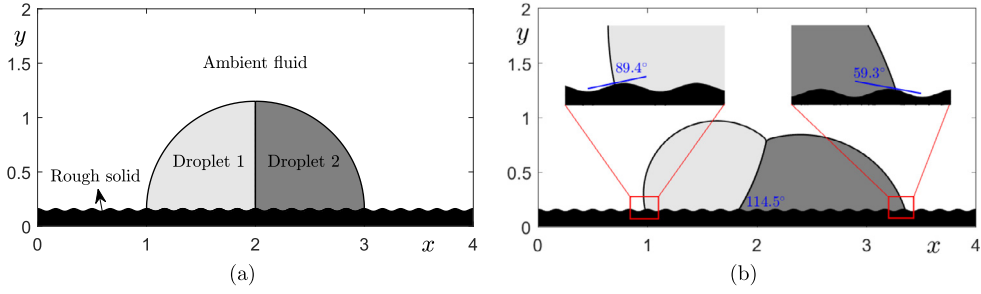 2
y
1.5
Ambient fluid
1
Droplet 1
Droplet 2
0.5
Rough solid
0
0
1
2
3
x
4
(a)
2
y
1.5
89.4°
59.3°
1
0.5
114.5°
0
0
1
2
3
x
4
(b)